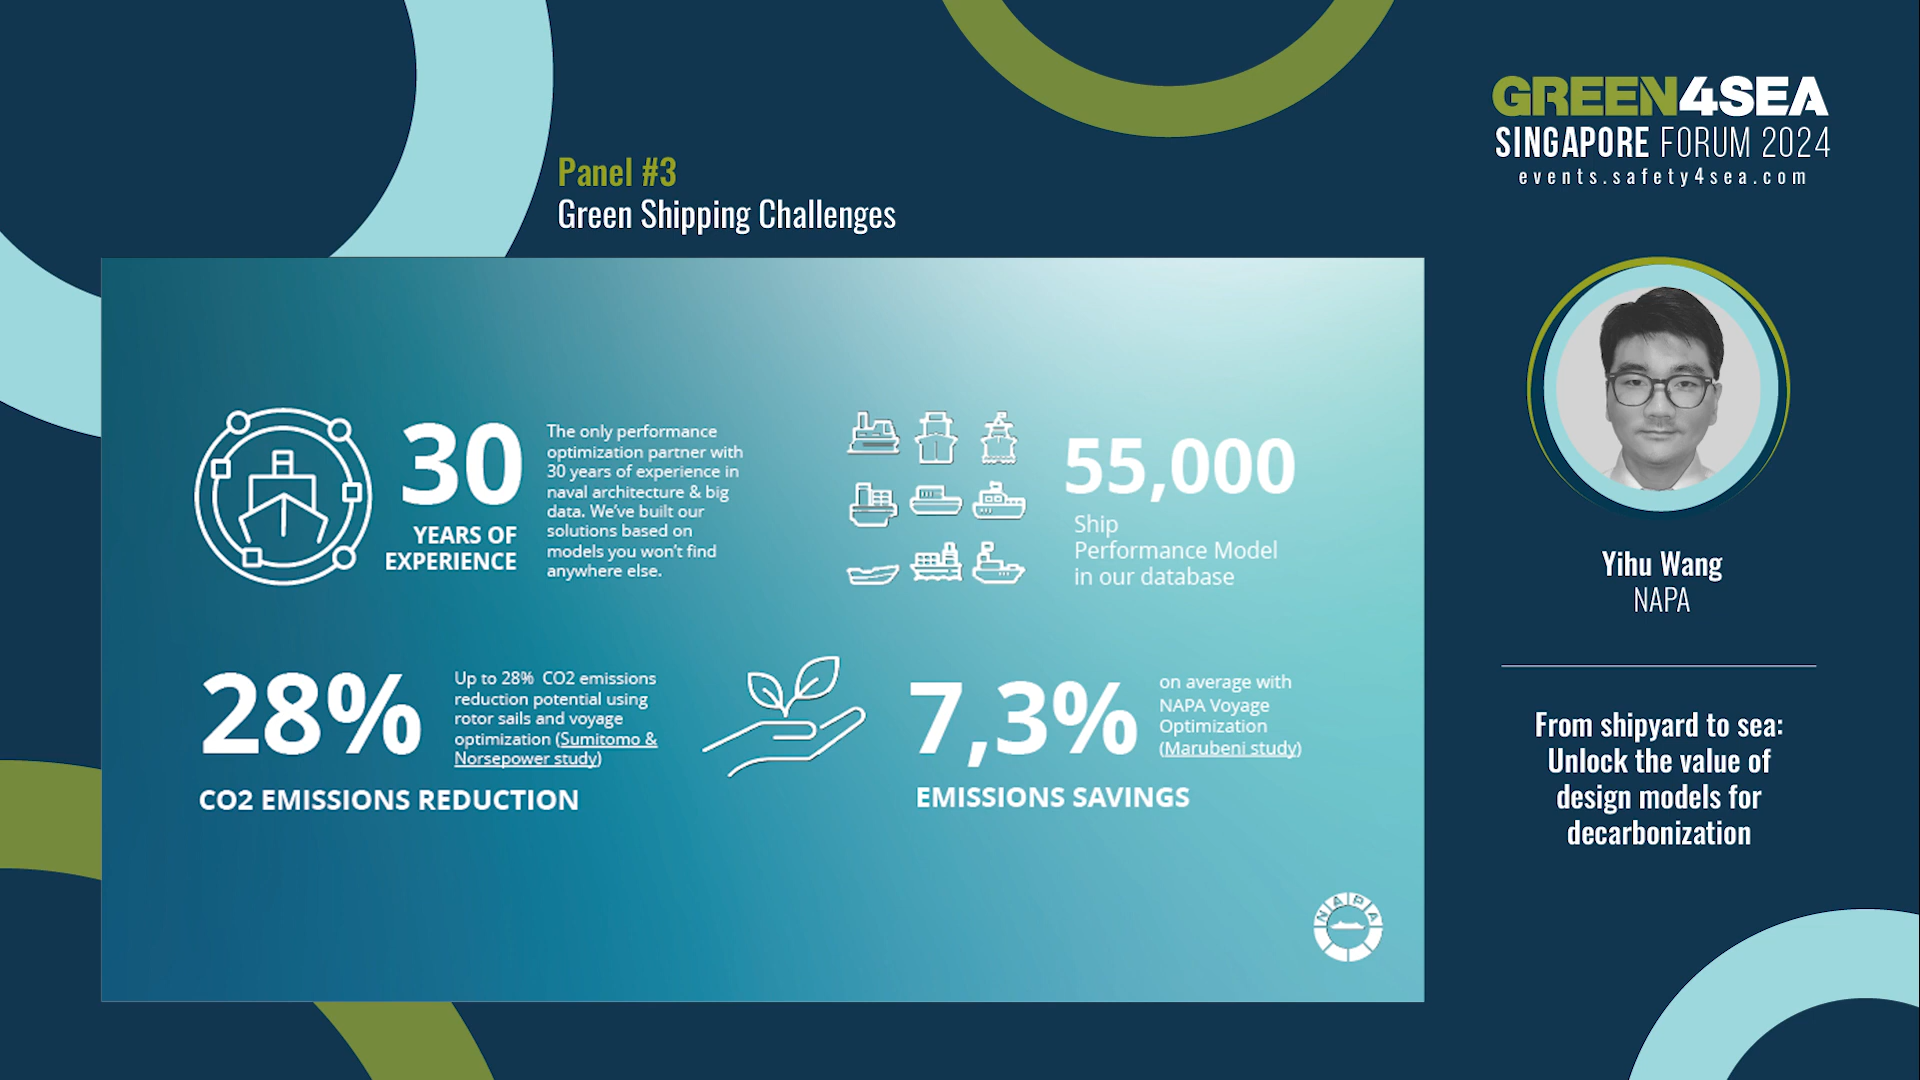 GREEN4SEA
SINGAPORE FORUM 2024
events.safety4sea.com
Panel #3
Green Shipping Challenges
30
YEARS OF
EXPERIENCE
The only performance
optimization partner with
30 years of experience in
naval architecture & big
data. We've built our
solutions based on
models you won't find
anywhere else.
55,000
Ship
Performance Model
in our database
28%
CO2 EMISSIONS REDUCTION
Up to 28% CO2 emissions
reduction potential using
rotor sails and voyage
optimization (Sumitomo &
Norsepower study)
7,3%
EMISSIONS SAVINGS
on average with
NAPA Voyage
Optimization
(Marubeni study)
NAPA
Yihu Wang
NAPA
From shipyard to sea:
Unlock the value of
design models for
decarbonization